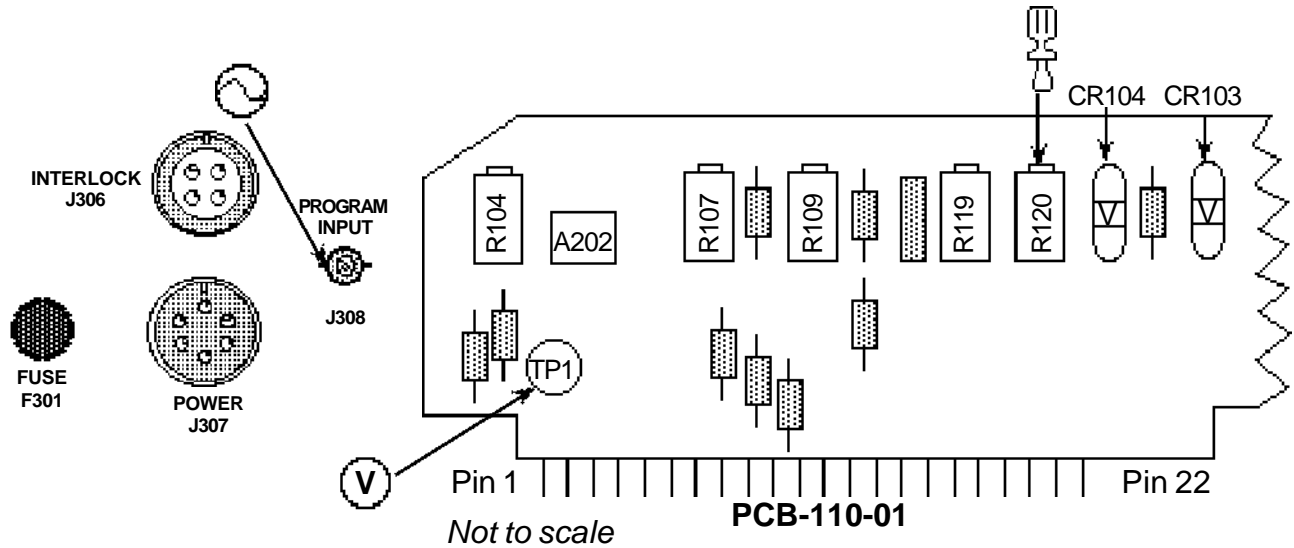 INTERLOCK
J306
PROGRAM
INPUT
J308
FUSE
F301
POWER
J307
CR104
CR103
R104
A202
R107
R109
R119
R120
V
V
TP1
V
Pin 1
Pin 22
PCB-110-01
Not to scale